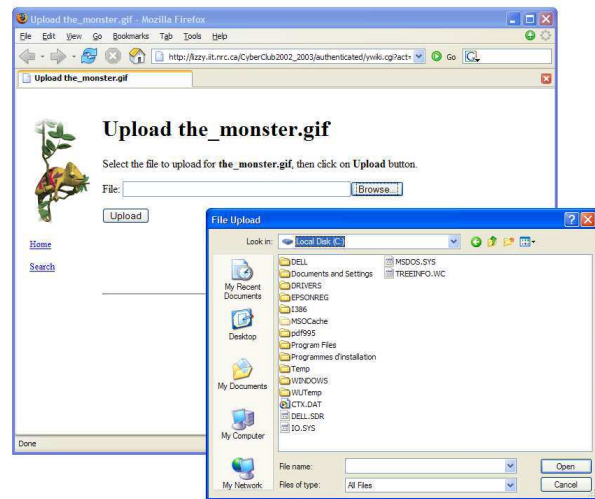 Upload the_monster.gif - Mozilla Firefox
File Edit View Go Bookmarks Tab Tools Help
http://lizzy.iit.nrc.ca/CyberClub2002_2003/authenticated/ywiki.cgi?act= Go
Upload the_monster.gif
Upload the_monster.gif
Select the file to upload for the_monster.gif, then click on Upload button.
File: Browse...
Upload
Home
Search
Done
File Upload
Look in: Local Disk (C:)
My Recent Documents
Desktop
My Documents
My Computer
My Network
DELL
Documents and Settings
DRIVERS
EPSONREG
I386
MSOCache
pdf995
Program Files
Programmes d'installation
Temp
WINDOWS
WUTemp
CTX.DAT
DELL.SDR
IO.SYS
MSDOS.SYS
TREEINFO.WC
File name: Open
Files of type: All Files Cancel